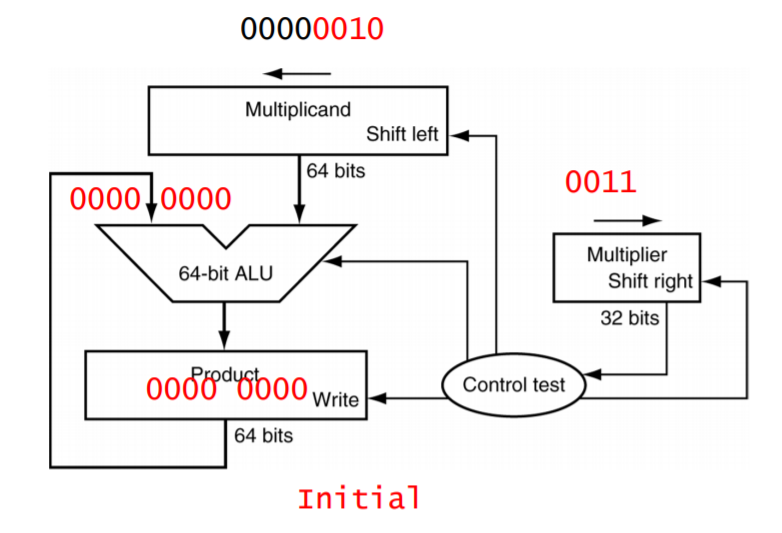 00000010
Multiplicand
Shift left
64 bits
0000 0000
0011
64-bit ALU
Multiplier
Shift right
32 bits
Product
0000 0000
Write
Control test
64 bits
Initial